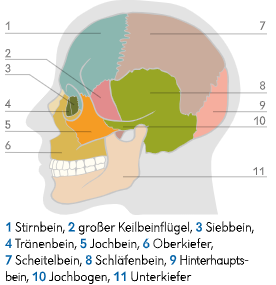 1
2
3
4
5
6
7
8
9
10
11
1 Stirnbein, 2 großer Keilbeinflügel, 3 Siebbein,
4 Tränenbein, 5 Jochbein, 6 Oberkiefer,
7 Scheitelbein, 8 Schläfenbein, 9 Hinterhaupts-
bein, 10 Jochbogen, 11 Unterkiefer